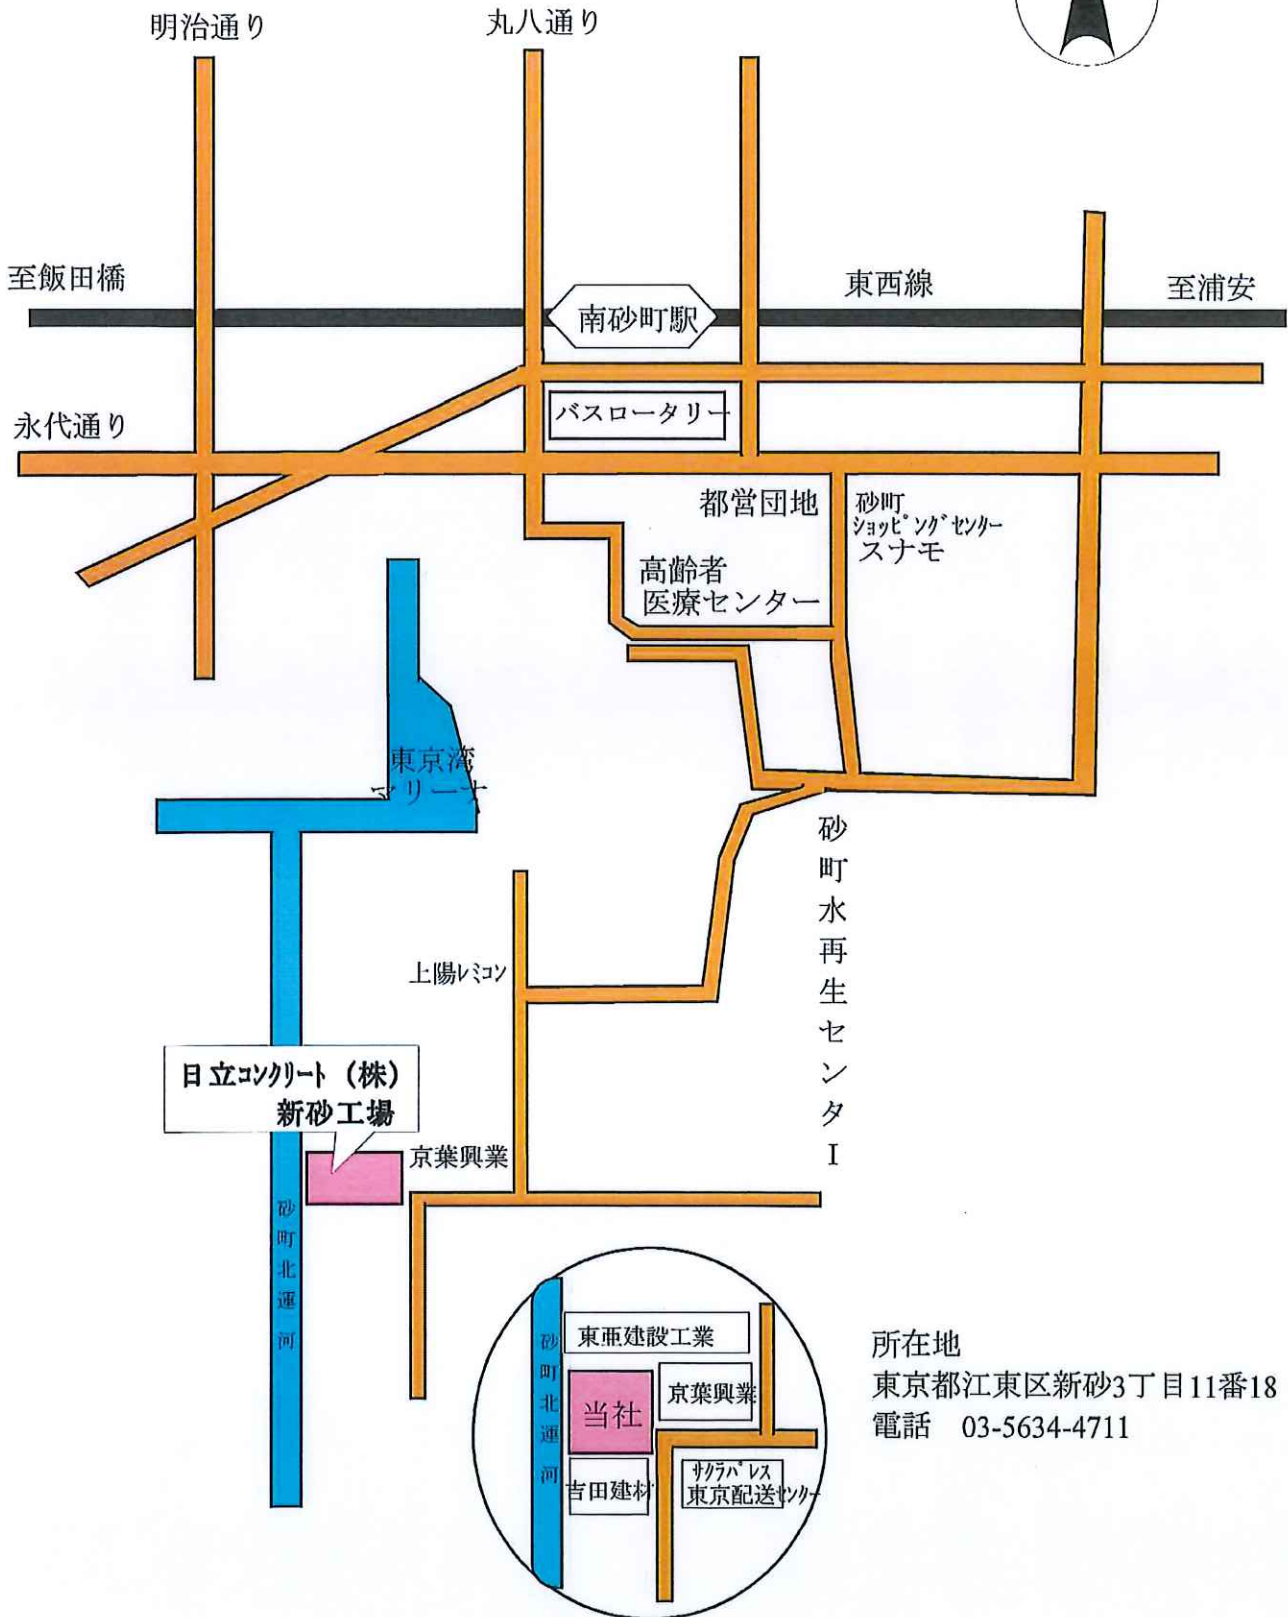 明治通り
丸八通り
至飯田橋
南砂町駅
東西線
至浦安
バスロータリー
永代通り
都営団地
砂町
ショッピングセンター
スナモ
高齢者
医療センター
東京湾
マリーナ
砂町水再生センターI
上陽レミコン
日立コンクリート（株）
新砂工場
京葉興業
砂町北運河
東亜建設工業
砂町北運河
京葉興業
当社
吉田建材
サクラパレス
東京配送センター
所在地
東京都江東区新砂3丁目11番18
電話　03-5634-4711